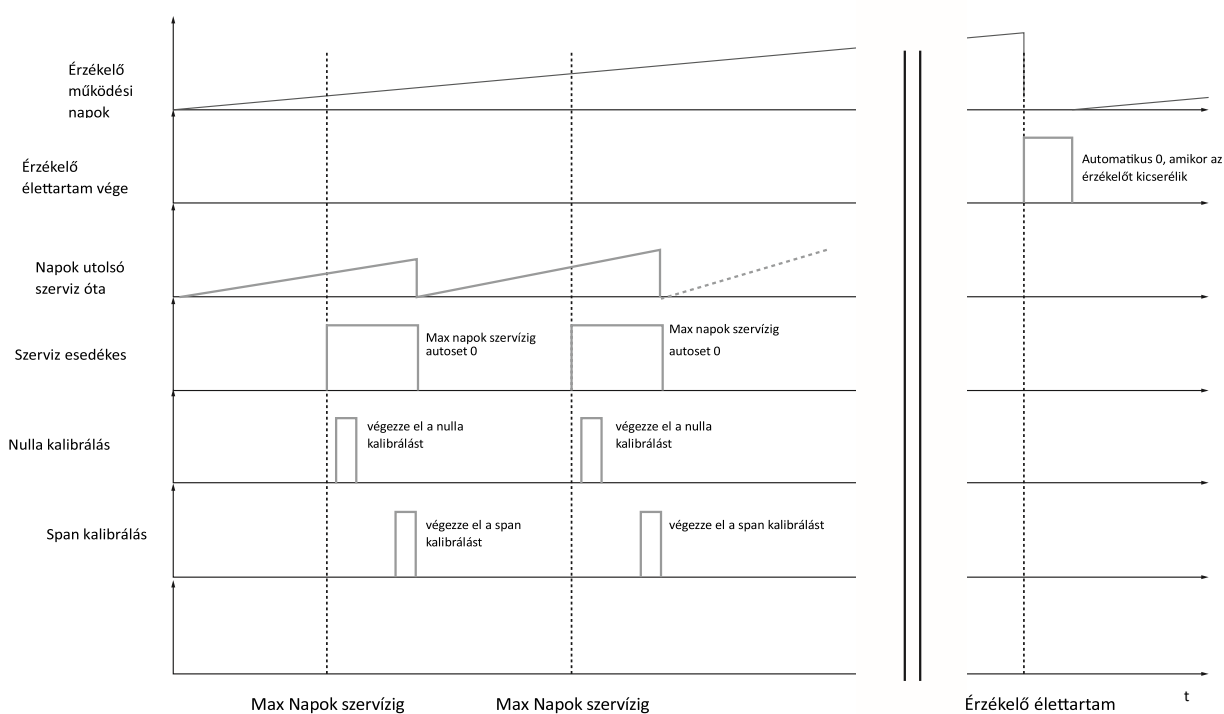 Érzékelő
működési
napok
Érzékelő
élettartam vége
Automatikus 0, amikor az
érzékelőt kicserélik
Napok utolsó
szerviz óta
Szerviz esedékes
Max napok szervízig
autoset 0
Max napok szervízig
autoset 0
Nulla kalibrálás
végezze el a nulla
kalibrálást
végezze el a nulla
kalibrálást
Span kalibrálás
végezze el a span
kalibrálást
végezze el a span kalibrálást
Max Napok szervízig
Max Napok szervízig
Érzékelő élettartam
t